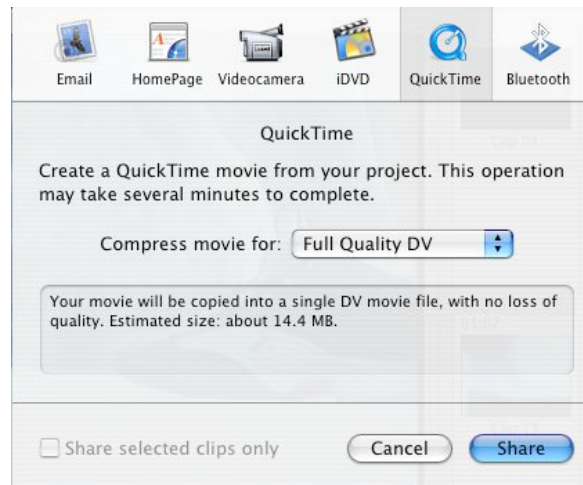 Email HomePage Videocamera iDVD QuickTime Bluetooth
QuickTime
Create a QuickTime movie from your project. This operation
may take several minutes to complete.
Compress movie for: Full Quality DV
Your movie will be copied into a single DV movie file, with no loss of
quality. Estimated size: about 14.4 MB.
Share selected clips only Cancel Share